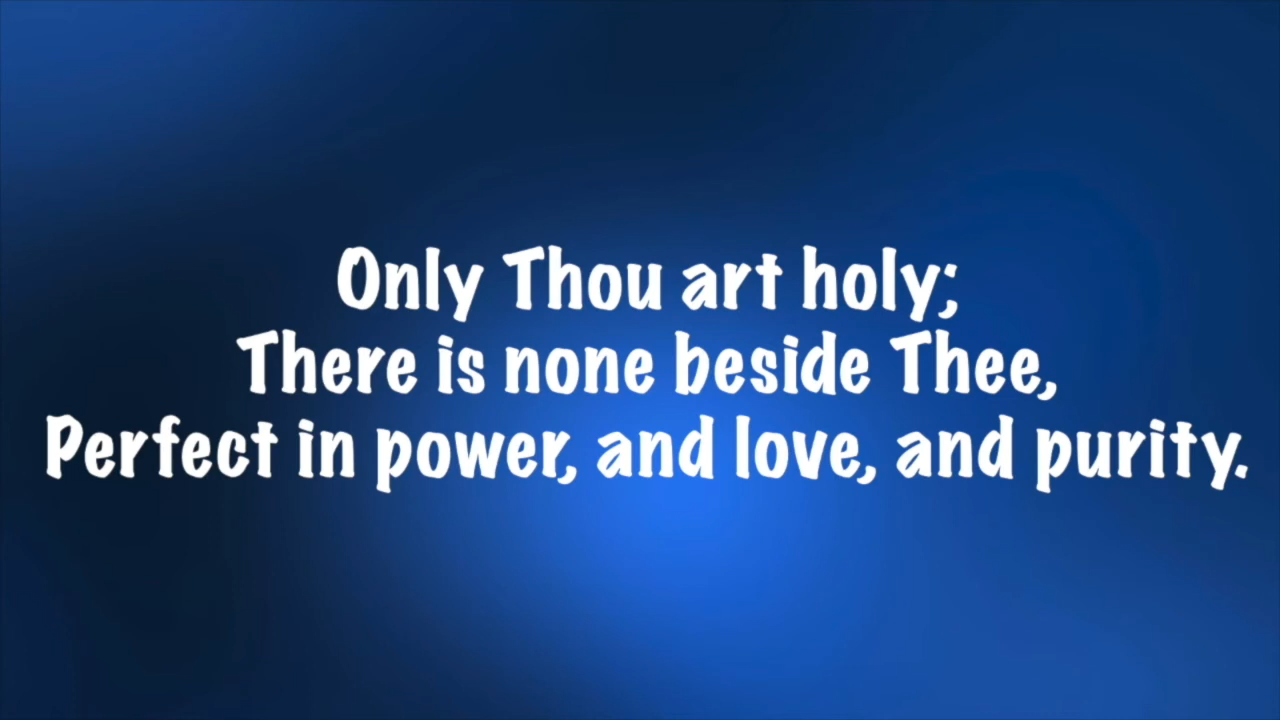 Only Thou art holy;
There is none beside Thee,
Perfect in power, and love, and purity.